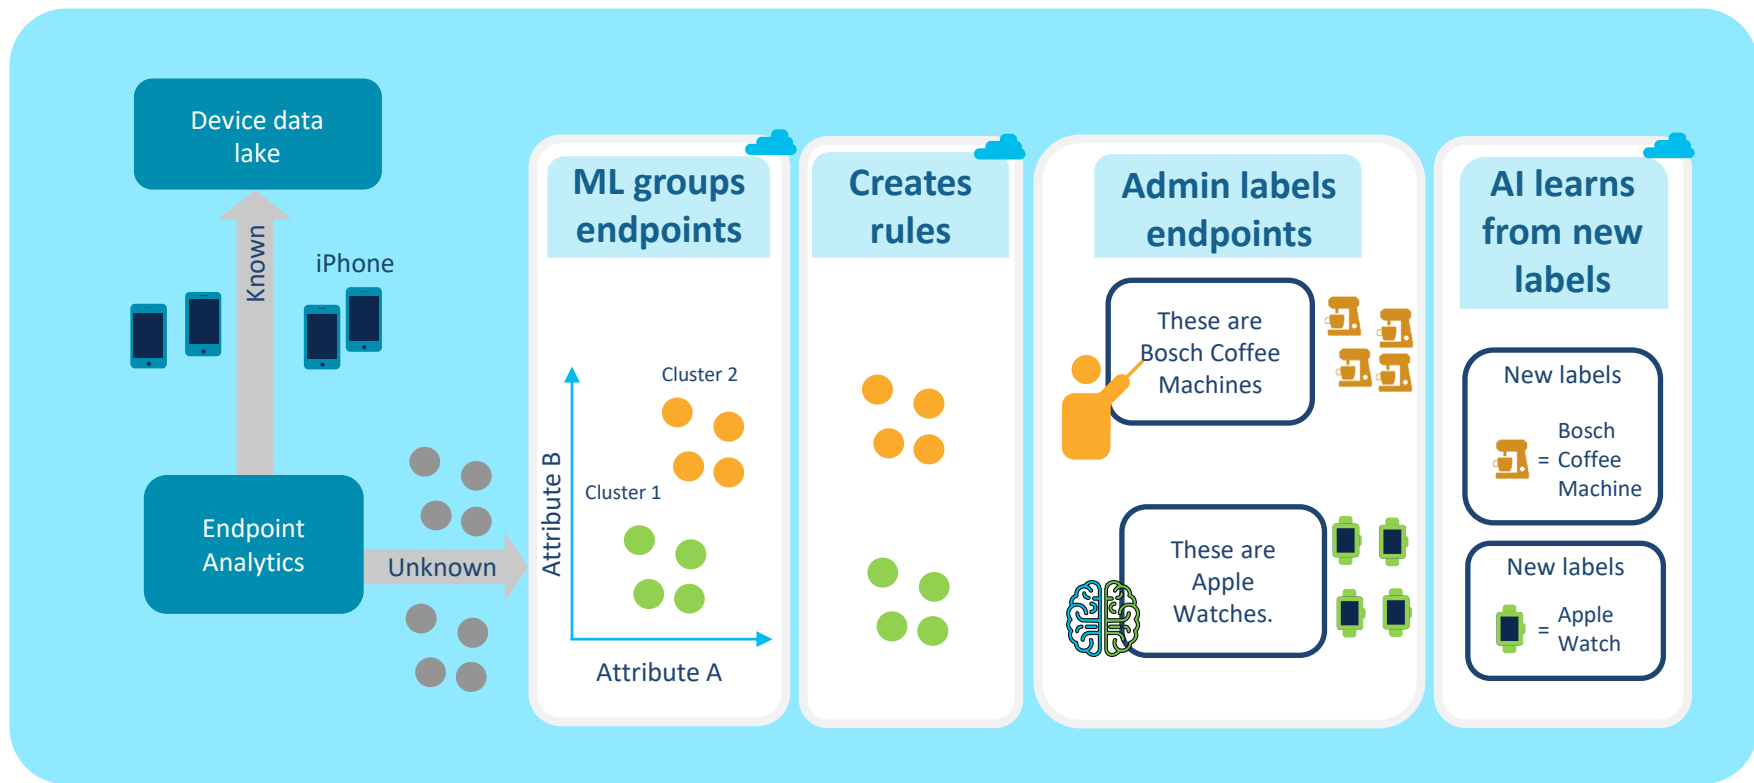 Device data
lake
Known
iPhone
Endpoint
Analytics
Unknown
ML groups
endpoints
Cluster 2
Cluster 1
Attribute B
Attribute A
Creates
rules
Admin labels
endpoints
These are
Bosch Coffee
Machines
These are
Apple
Watches.
AI learns
from new
labels
New labels
=
Bosch
Coffee
Machine
New labels
= Apple
Watch